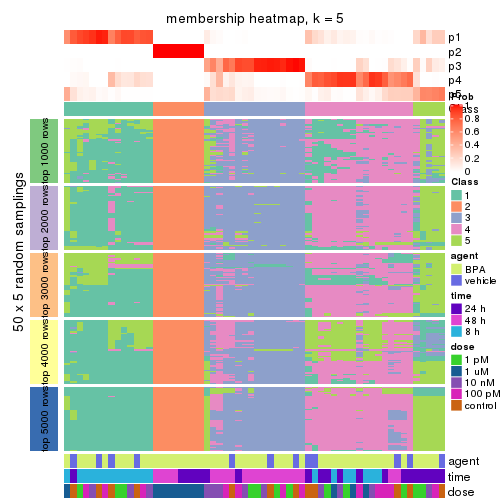 membership heatmap, k = 5
p1
p2
p3
p4
p5
50 x 5 random samplings
top 1000 rows
top 2000 rows
top 3000 rows
top 4000 rows
top 5000 rows
Prob
1
0.8
0.6
0.4
0.2
0
Class
Class
1
2
3
4
5
agent
BPA
vehicle
time
24 h
48 h
8 h
dose
1 pM
1 uM
10 nM
100 pM
control
agent
time
dose